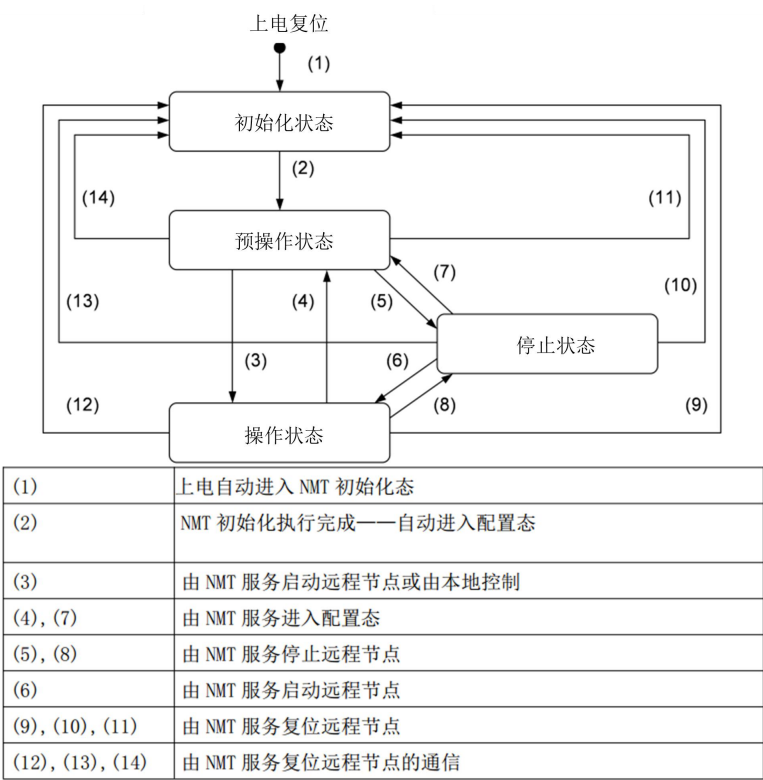 上电复位
(1)
初始化状态
(2)
(14)
(11)
预操作状态
(7)
(13)
(4)
(5)
(10)
停止状态
(3)
(6)
(12)
(8)
(9)
操作状态
(1) 上电自动进入 NMT 初始化态
(2) NMT 初始化执行完成——自动进入配置态
(3) 由 NMT 服务启动远程节点或由本地控制
(4),(7) 由 NMT 服务进入配置态
(5),(8) 由 NMT 服务停止远程节点
(6) 由 NMT 服务启动远程节点
(9),(10),(11) 由 NMT 服务复位远程节点
(12),(13),(14) 由 NMT 服务复位远程节点的通信